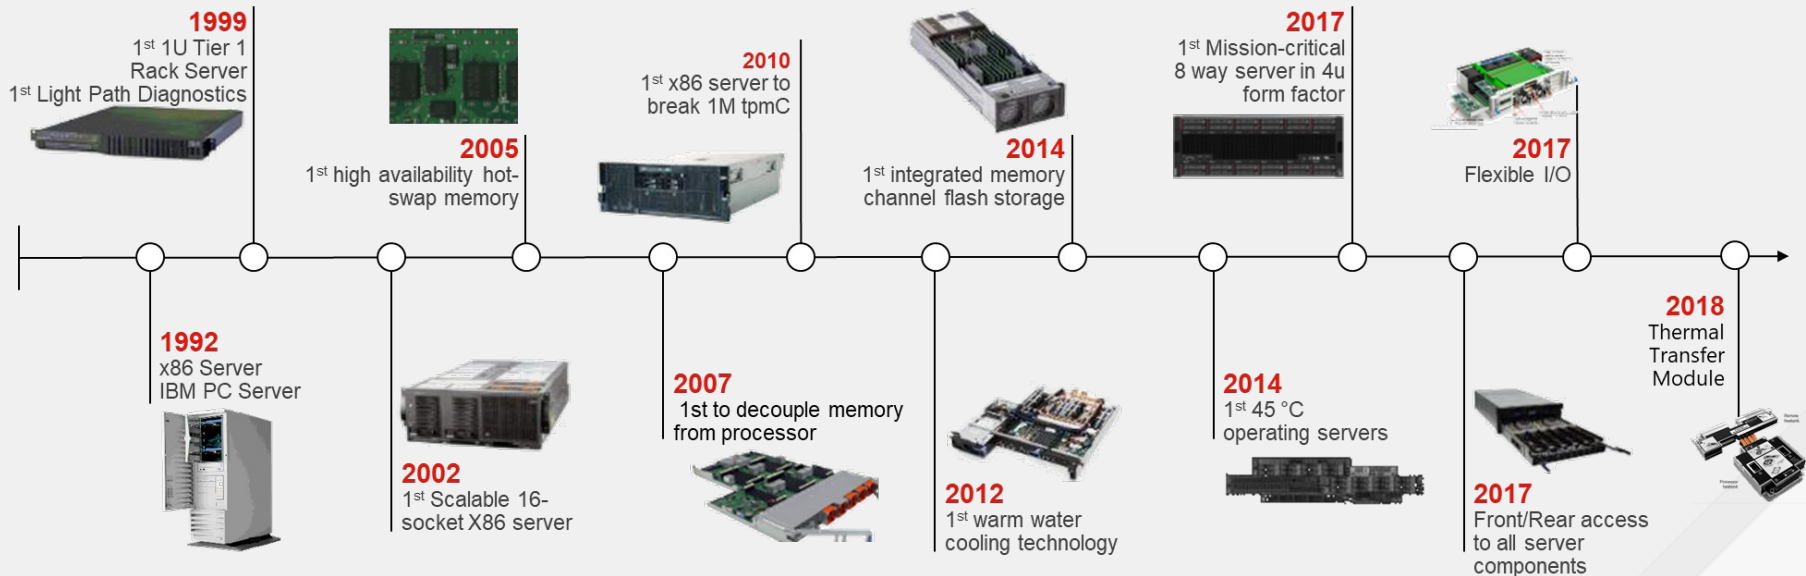 1999
1st 1U Tier 1
Rack Server
1st Light Path Diagnostics
2005
1st high availability hot-
swap memory
2010
1st x86 server to
break 1M tpmC
2014
1st integrated memory
channel flash storage
2017
1st Mission-critical
8 way server in 4u
form factor
2017
Flexible I/O
1992
x86 Server
IBM PC Server
2002
1st Scalable 16-
socket X86 server
2007
1st to decouple memory
from processor
2012
1st warm water
cooling technology
2014
1st 45 °C
operating servers
2017
Front/Rear access
to all server
components
2018
Thermal
Transfer
Module